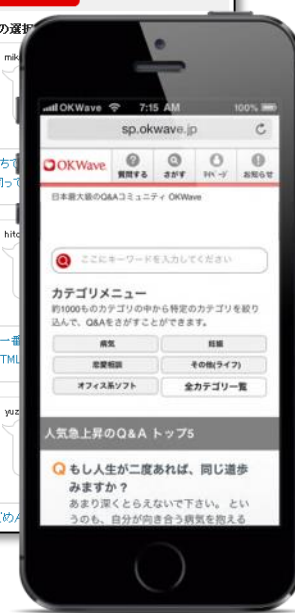 の選択
mik
OKWave 7:15 AM 100%
sp.okwave.jp
OKWave 質問する さがす マイページ お知らせ
日本最大級のQ&Aコミュニティ OKWave
ここにキーワードを入力してください
カテゴリメニュー
約1000ものカテゴリの中から特定のカテゴリを絞り
込んで、Q&Aをさがすことができます。
病気 妊娠
恋愛相談 その他(ライフ)
オフィス系ソフト 全カテゴリ一覧
人気急上昇のQ&A トップ5
Q もし人生が二度あれば、同じ道歩
みますか？
あまり深くとらえないで下さい。 とい
うのも、自分が向き合う病気を抱える
hito
一番
HTML
yuz